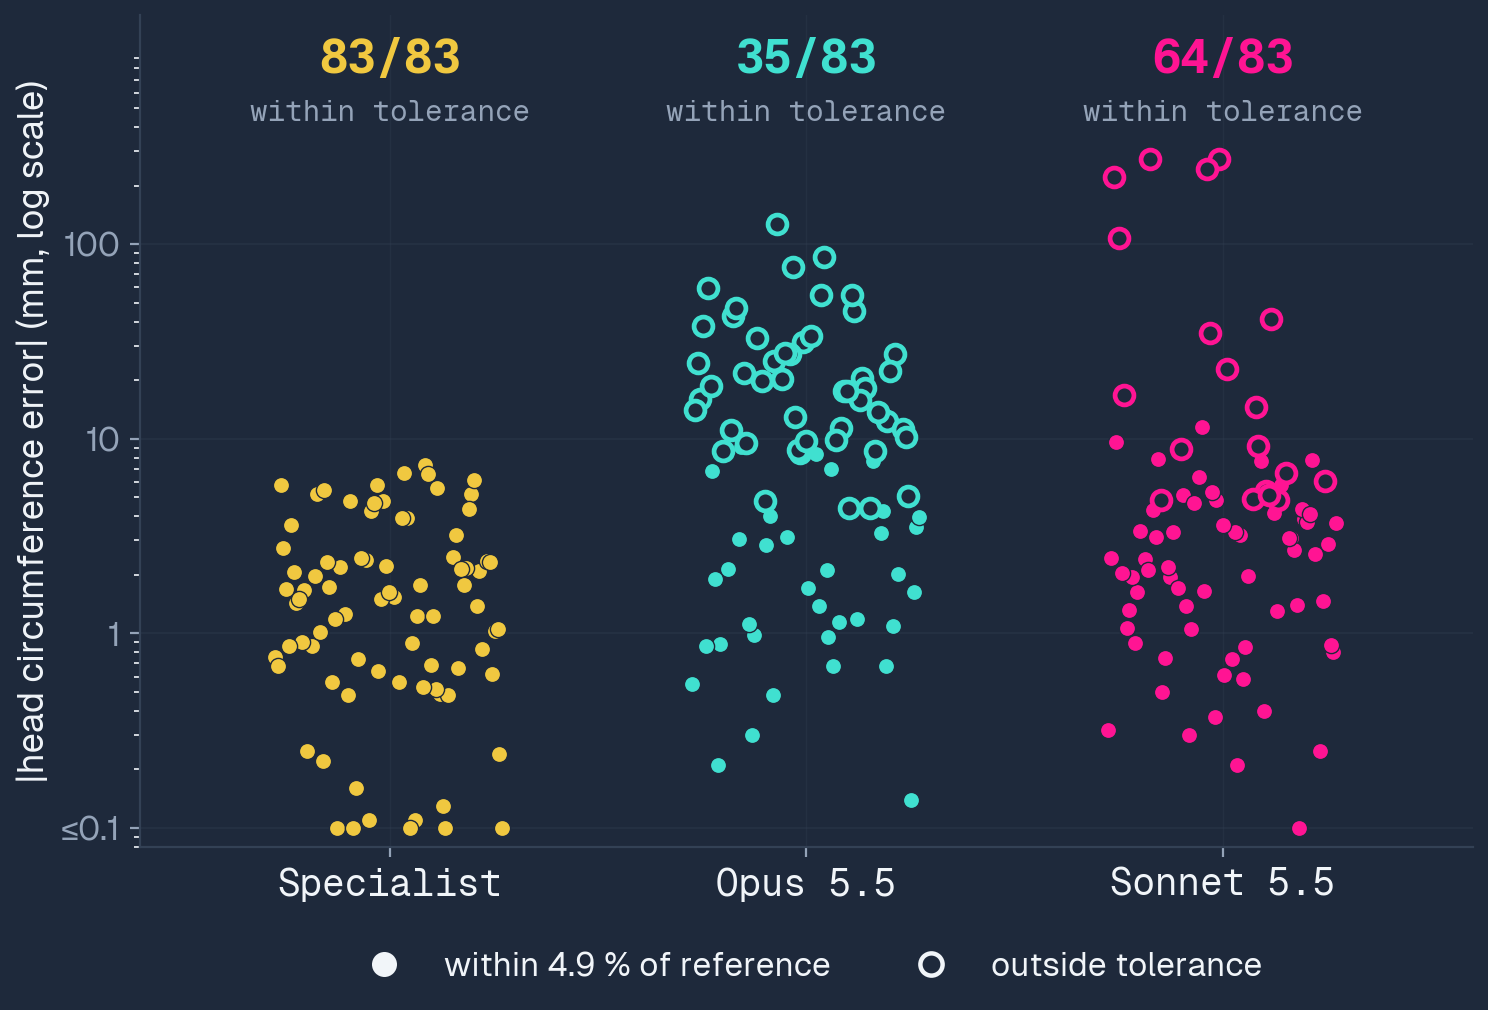 83/83
35/83
64/83
within tolerance
within tolerance
within tolerance
|head circumference error| (mm, log scale)
100
10
1
≤0.1
Specialist
Opus 5.5
Sonnet 5.5
within 4.9 % of reference
outside tolerance